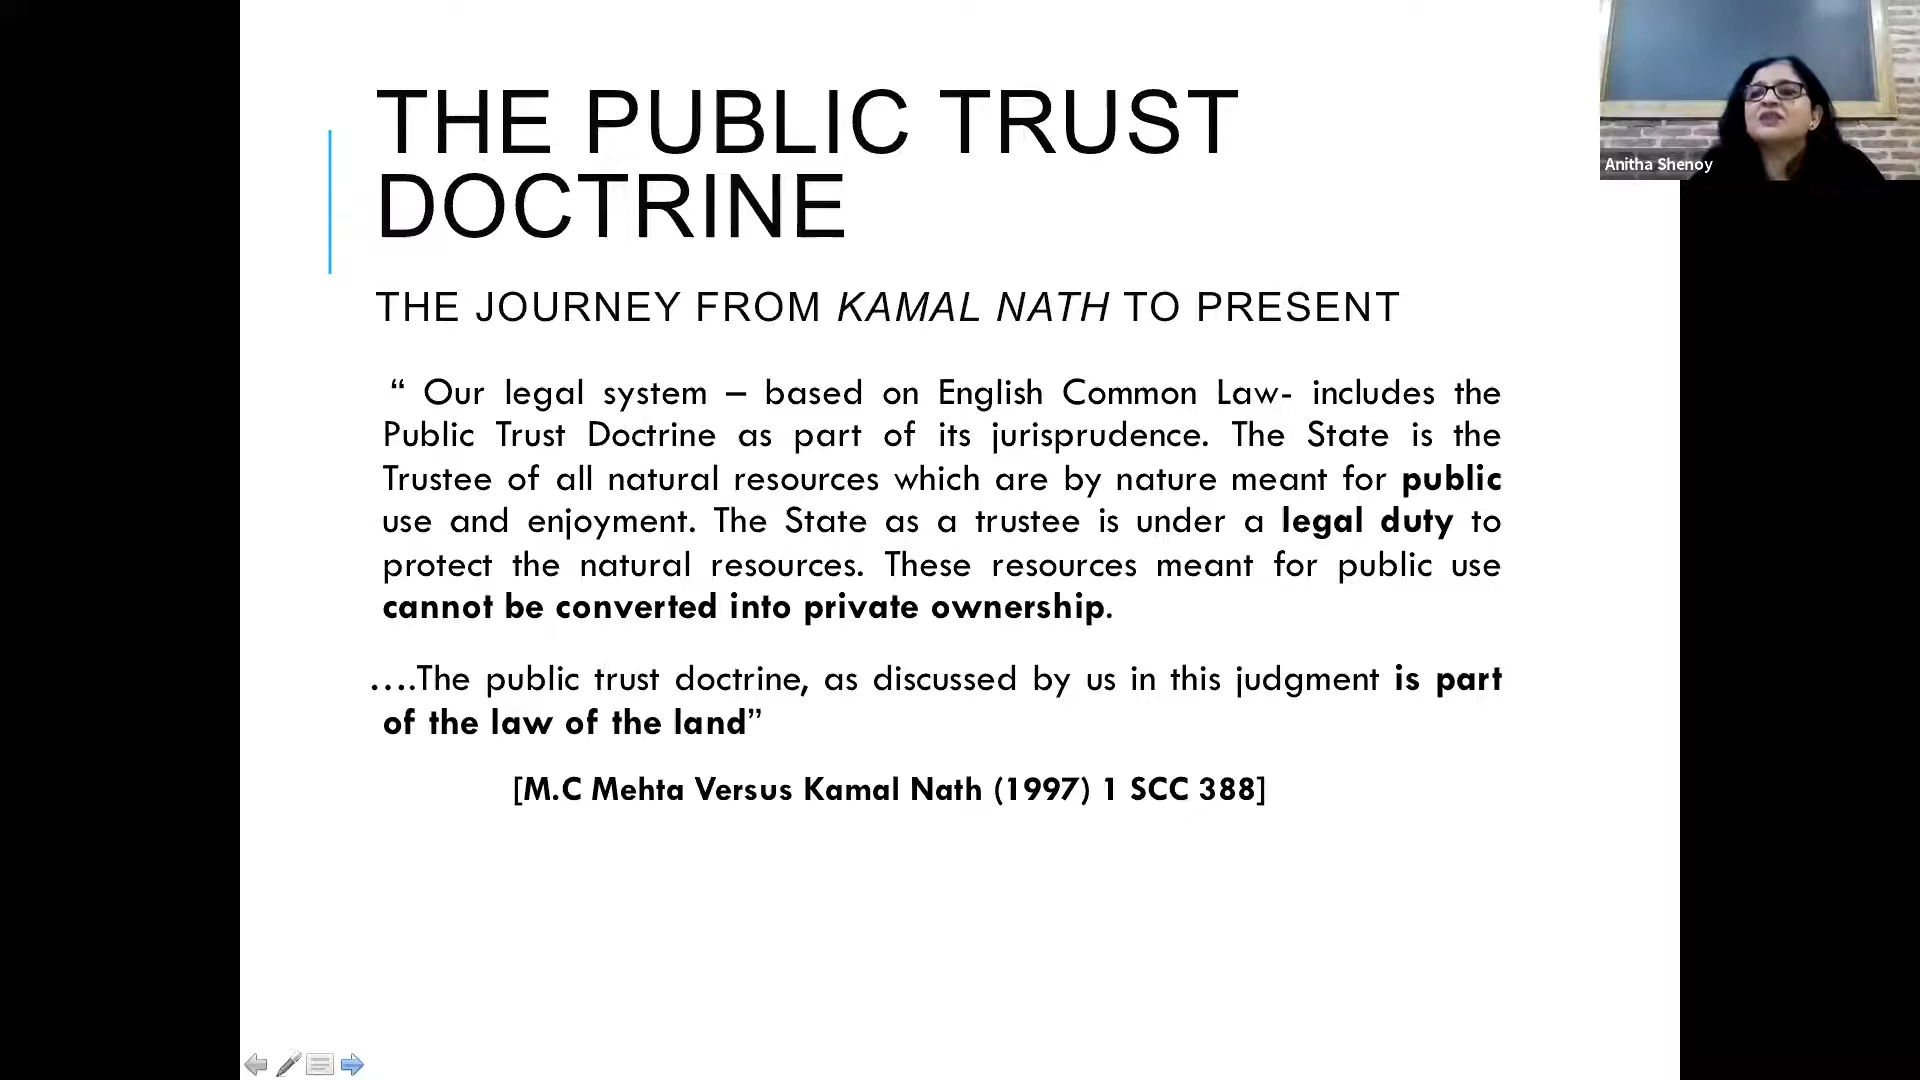 THE PUBLIC TRUST
DOCTRINE
THE JOURNEY FROM KAMAL NATH TO PRESENT
“ Our legal system – based on English Common Law- includes the
Public Trust Doctrine as part of its jurisprudence. The State is the
Trustee of all natural resources which are by nature meant for public
use and enjoyment. The State as a trustee is under a legal duty to
protect the natural resources. These resources meant for public use
cannot be converted into private ownership.
….The public trust doctrine, as discussed by us in this judgment is part
of the law of the land”
[M.C Mehta Versus Kamal Nath (1997) 1 SCC 388]
Anitha Shenoy